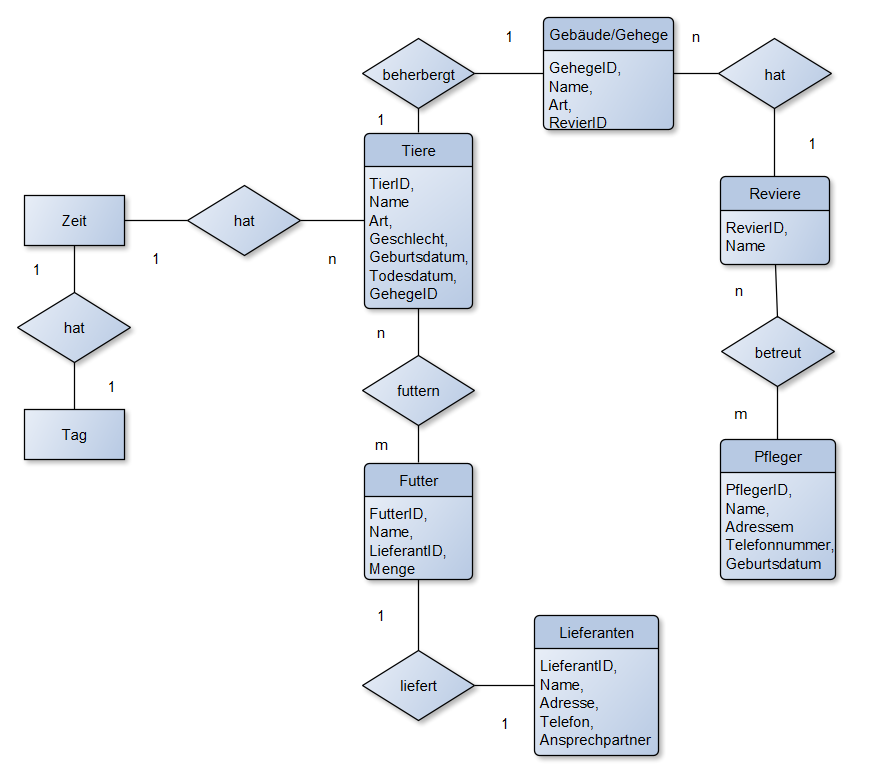 1
Gebäude/Gehege
n
beherbergt
GehegeID,
Name,
Art,
RevierID
hat
1
1
Tiere
TierID,
Name
Art,
Geschlecht,
Geburtsdatum,
Todesdatum,
GehegeID
Reviere
RevierID,
Name
Zeit
hat
1
n
1
hat
1
Tag
n
futtern
m
n
betreut
m
Pfleger
PflegerID,
Name,
Adressem
Telefonnummer,
Geburtsdatum
Futter
FutterID,
Name,
LieferantID,
Menge
1
liefert
1
Lieferanten
LieferantID,
Name,
Adresse,
Telefon,
Ansprechpartner